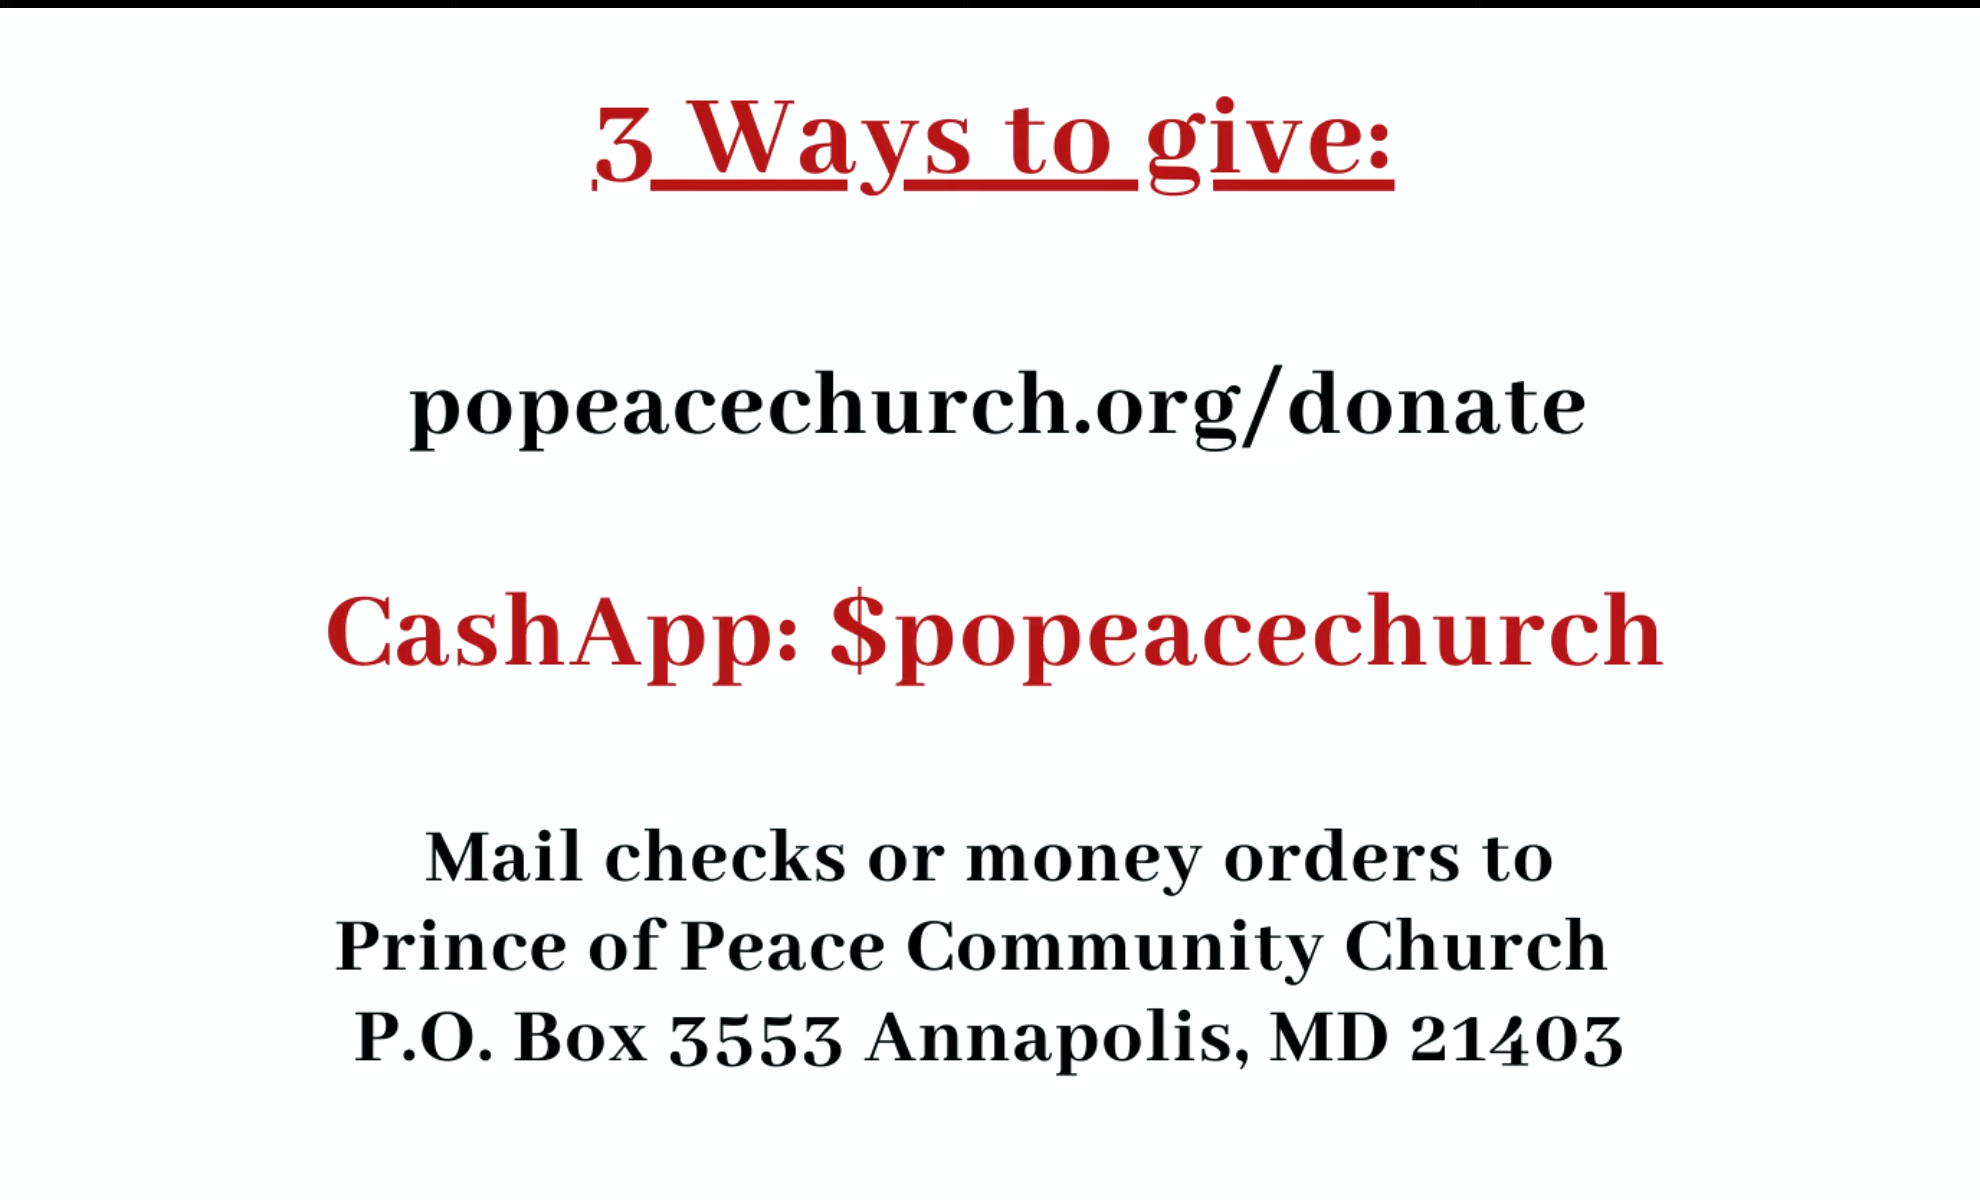 3 Ways to give:
popeacechurch.org/donate
CashApp: $popeacechurch
Mail checks or money orders to
Prince of Peace Community Church
P.O. Box 3553 Annapolis, MD 21403